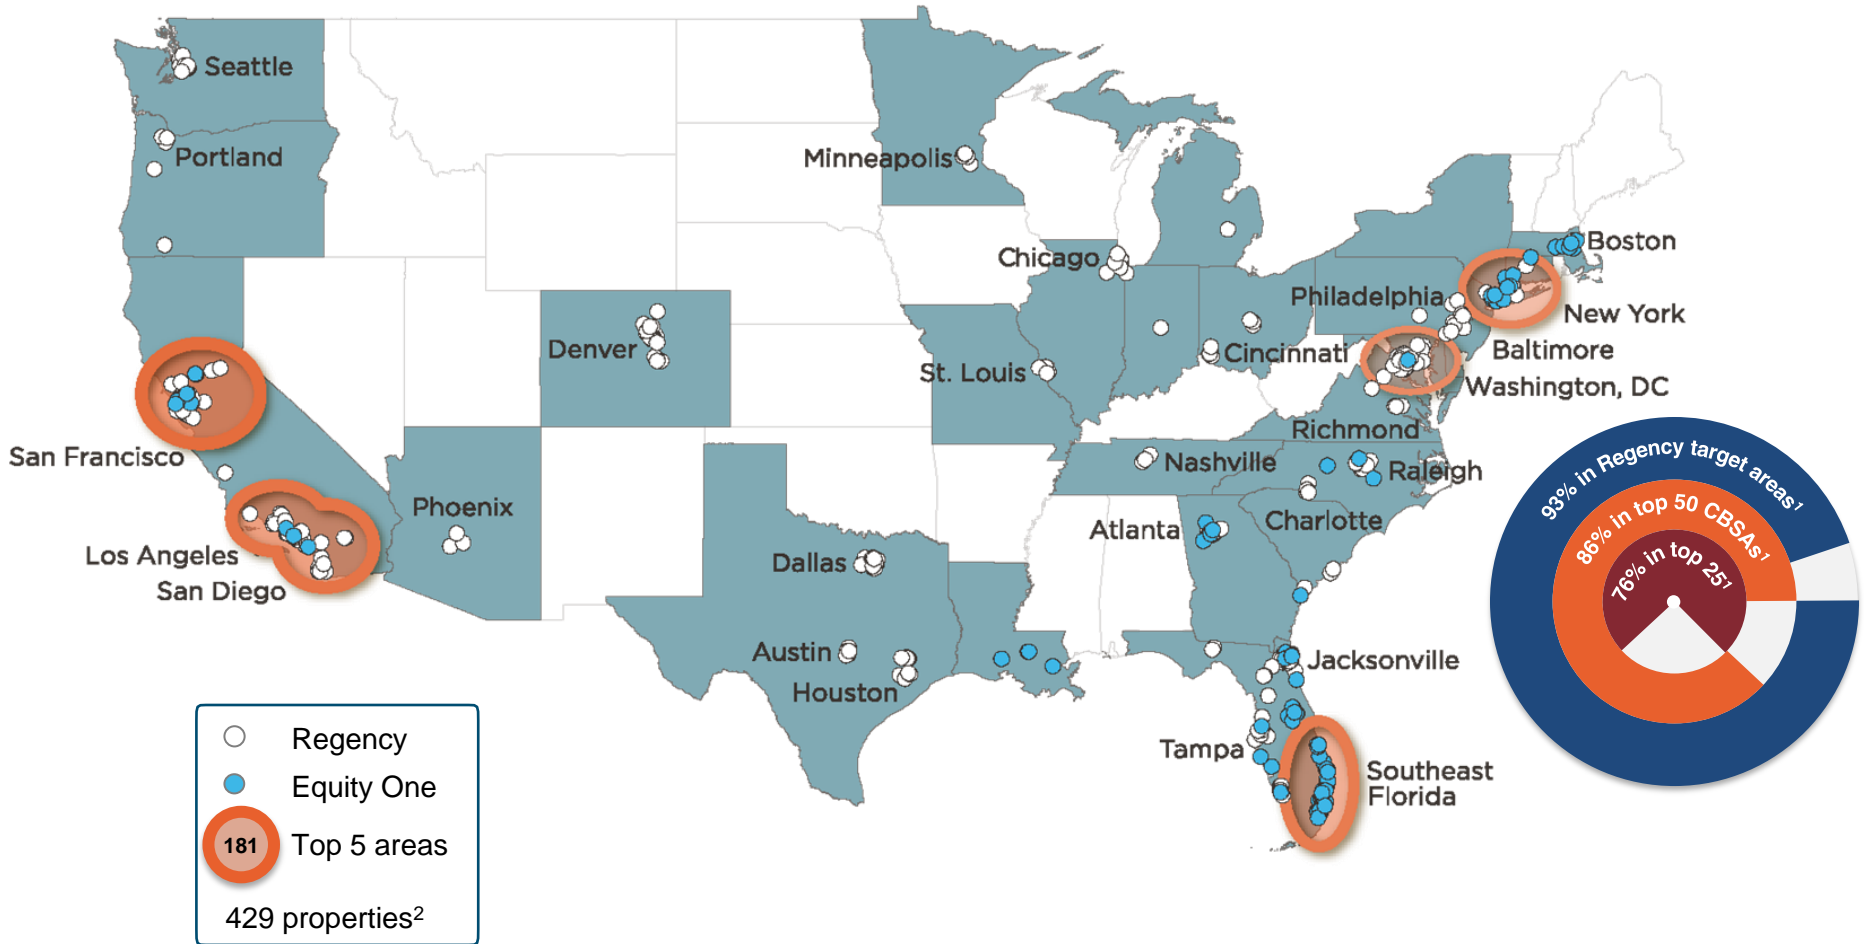 Seattle
Portland
Minneapolis
Boston
Chicago
Philadelphia
New York
Denver
Cincinnati
Baltimore
St. Louis
Washington, DC
Richmond
San Francisco
Nashville
Raleigh
Phoenix
Atlanta
Charlotte
Los Angeles
San Diego
Dallas
Austin
Houston
Jacksonville
Tampa
Southeast
Florida
93% in Regency target areas¹
86% in top 50 CBSAs¹
76% in top 25¹
Regency
Equity One
181 Top 5 areas
429 properties²